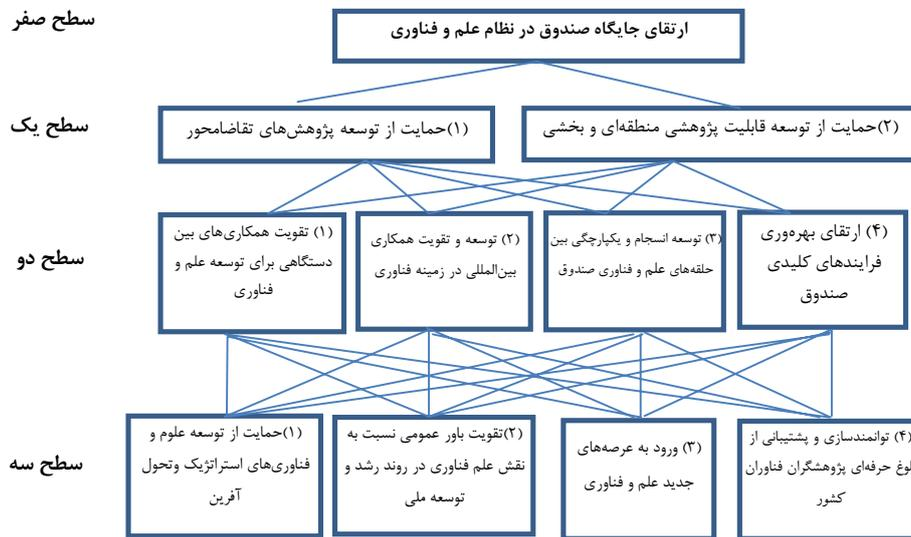 سطح صفر
ارتقای جایگاه صندوق در نظام علم و فناوری
سطح یک
(۱)حمایت از توسعه پژوهش‌های تقاضامحور
(۲)حمایت از توسعه قابلیت پژوهشی منطقه‌ای و بخشی
سطح دو
(۱) تقویت همکاری‌های بین
دستگاهی برای توسعه علم و
فناوری
(۲) توسعه و تقویت همکاری
بین‌المللی در زمینه فناوری
(۳) توسعه انسجام و یکپارچگی بین
حلقه‌های علم و فناوری صندوق
(۴) ارتقای بهره‌وری
فرایندهای کلیدی
صندوق
سطح سه
(۱)حمایت از توسعه علوم و
فناوری‌های استراتژیک وتحول
آفرین
(۲)تقویت باور عمومی نسبت به
نقش علم فناوری در روند رشد و
توسعه ملی
(۳) ورود به عرصه‌های
جدید علم و فناوری
(۴) توانمندسازی و پشتیبانی از
لوغ حرفه‌ای پژوهشگران فناوران
کشور